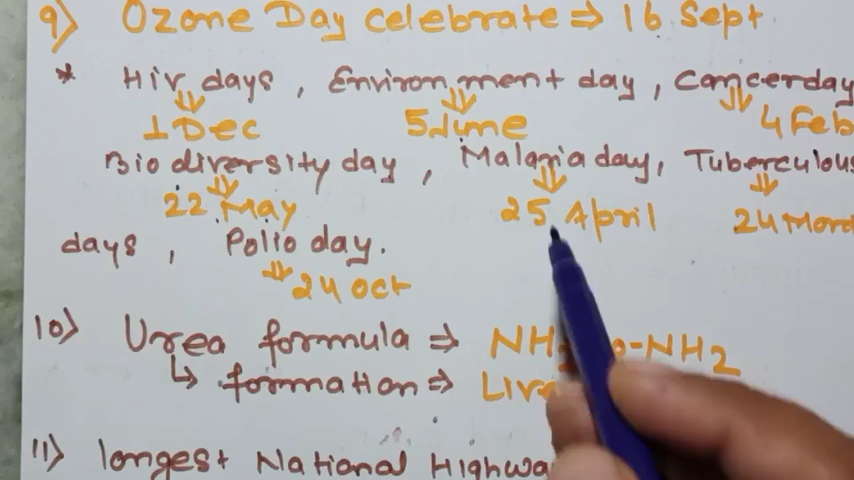 9) Ozone Day celebrate ⇒ 16 Sept
* Hiv days, Environment day, Cancerday
1 Dec 5 June 4 Feb
Biodiversity day, Malaria day, Tuberculous
22 May 25 April 24
days, Polio day.
24 oct
10) Urea formula ⇒ NH -NH2
↳ formation ⇒
11) longest National